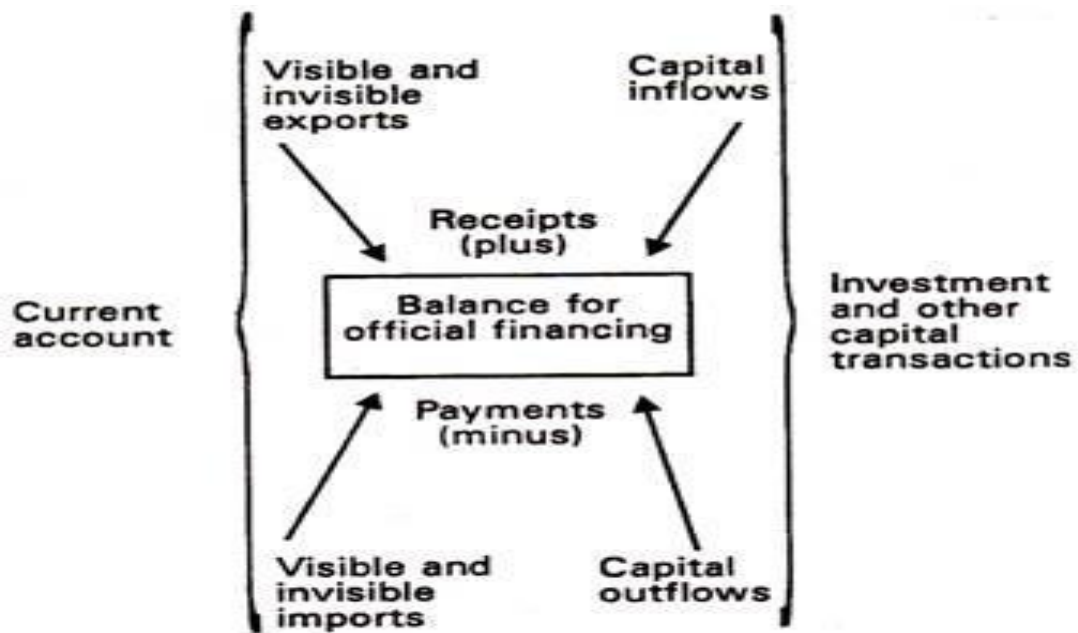 Visible and
invisible
exports
Capital
inflows
Receipts
(plus)
Current
account
Balance for
official financing
Investment
and other
capital
transactions
Payments
(minus)
Visible and
invisible
imports
Capital
outflows